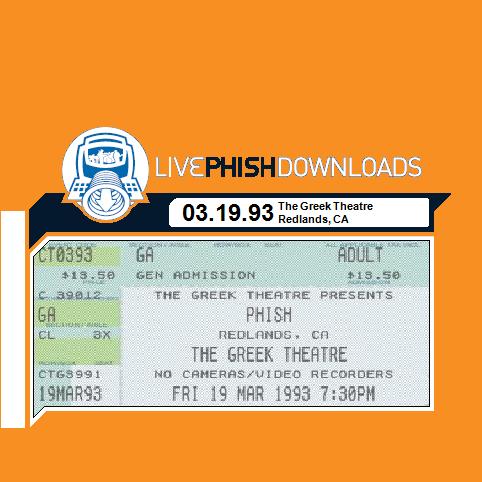 LIVEPHISHDOWNLOADS
03.19.93 The Greek Theatre
Redlands, CA
CT0393 GA ADULT
$13.50 GEN ADMISSION $13.50
C 39012 THE GREEK THEATRE PRESENTS
GA PHISH
CL 3X REDLANDS, CA
THE GREEK THEATRE
CTG3991 NO CAMERAS/VIDEO RECORDERS
19MAR93 FRI 19 MAR 1993 7:30PM